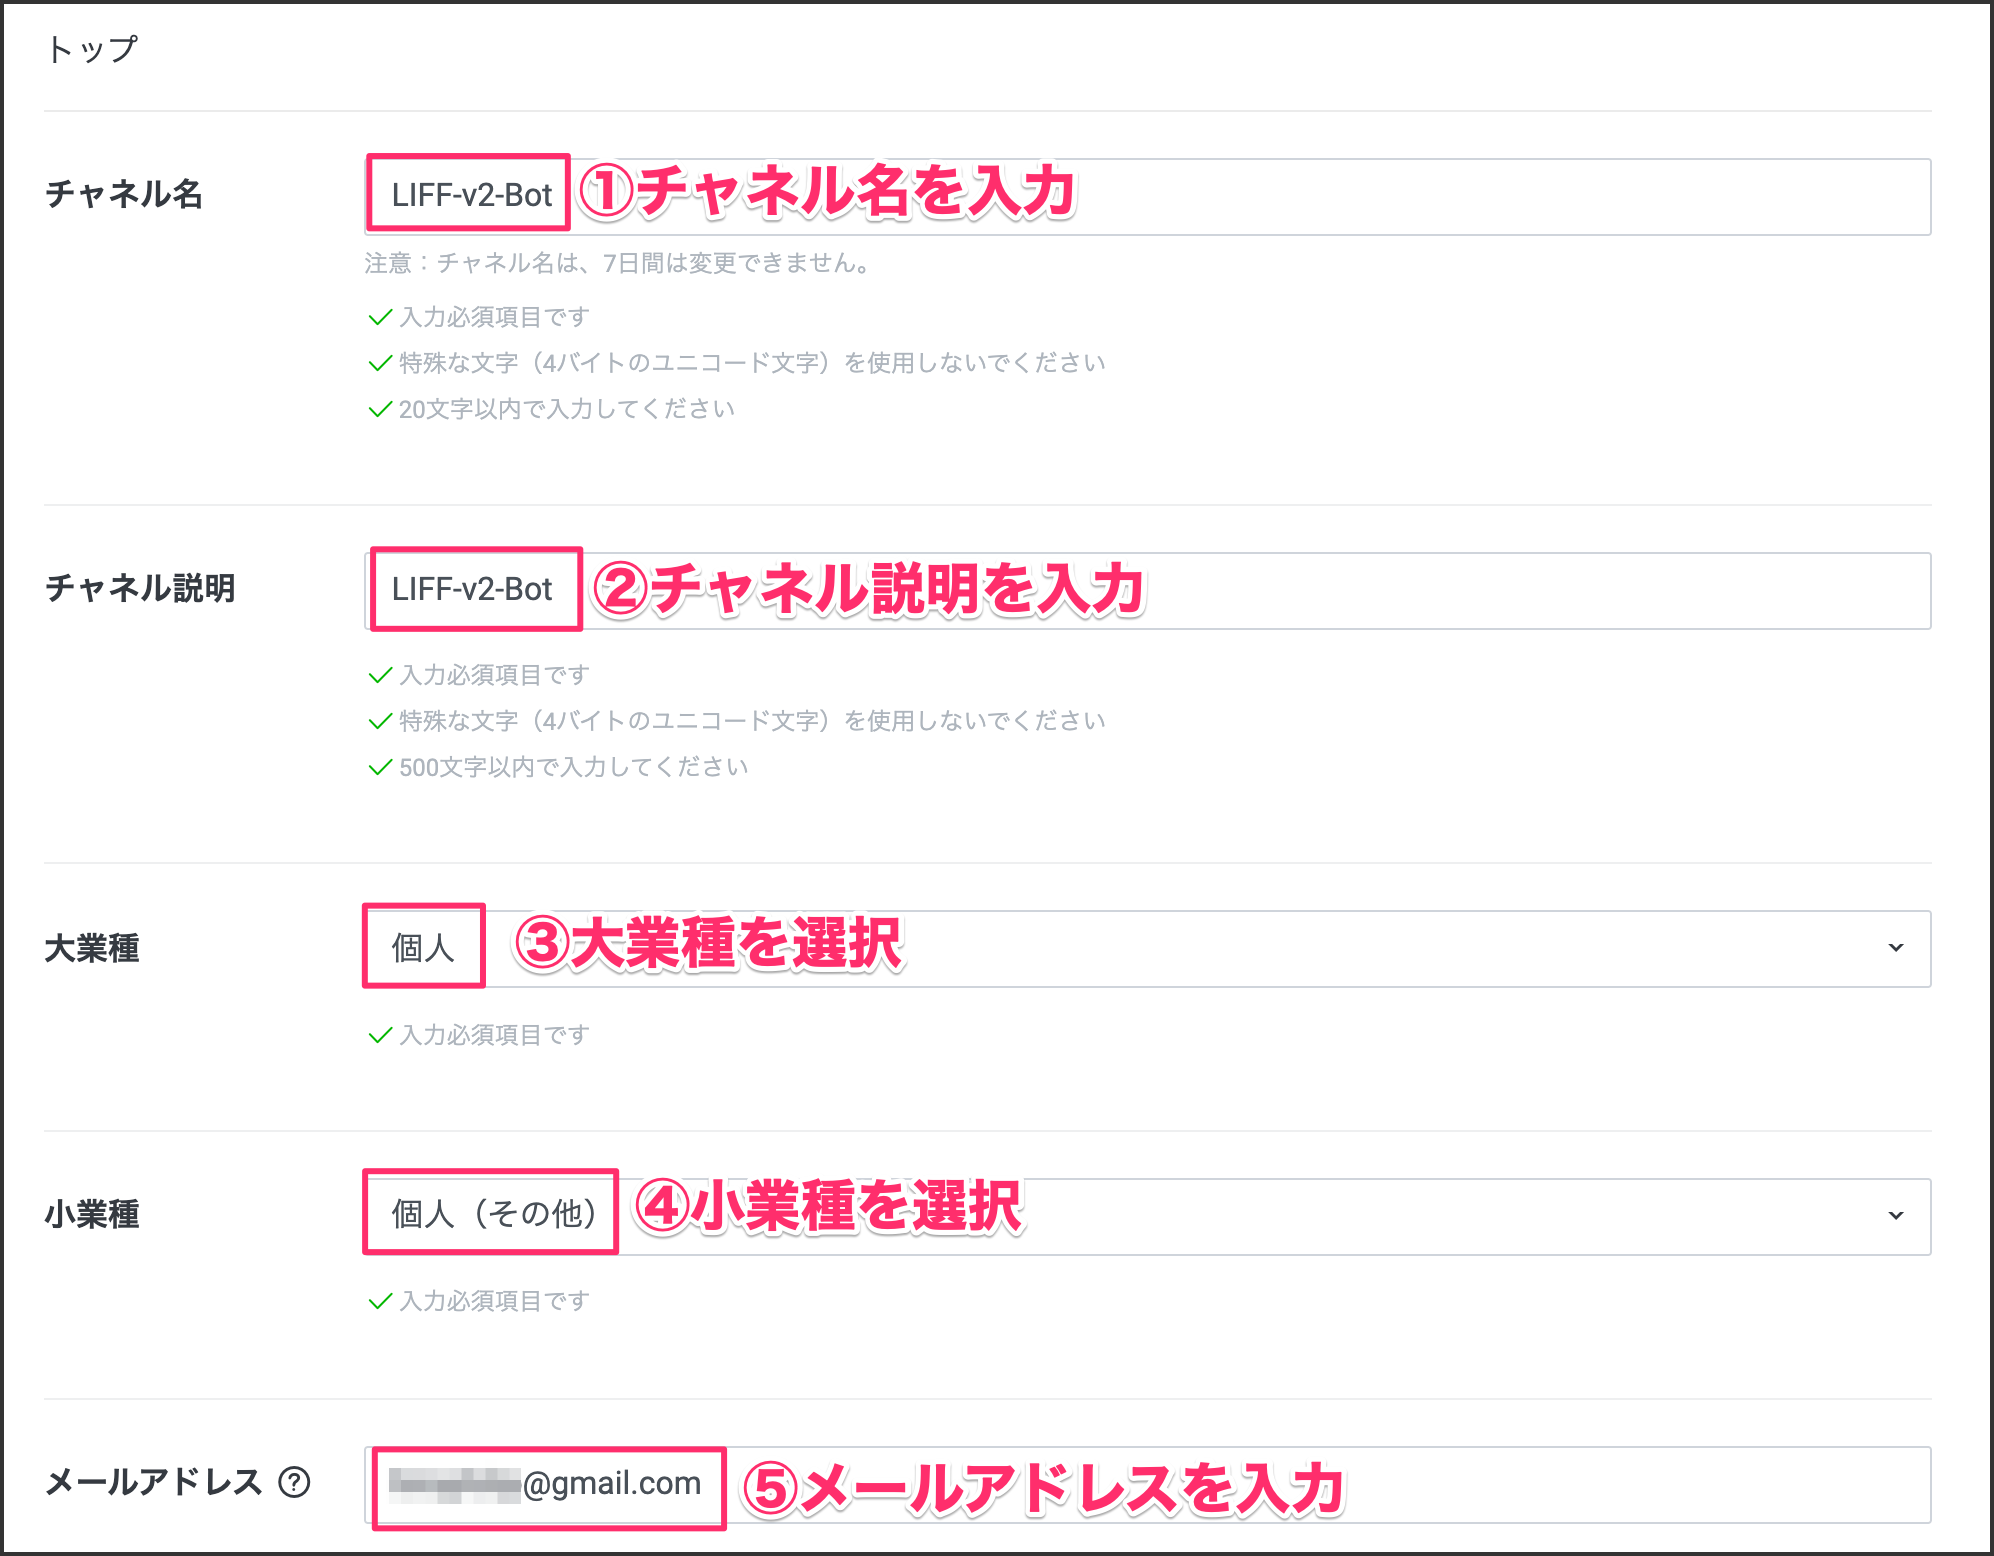 トップ
チャネル名
LIFF-v2-Bot
①チャネル名を入力
注意：チャネル名は、7日間は変更できません。
入力必須項目です
特殊な文字（4バイトのユニコード文字）を使用しないでください
20文字以内で入力してください
チャネル説明
LIFF-v2-Bot
②チャネル説明を入力
入力必須項目です
特殊な文字（4バイトのユニコード文字）を使用しないでください
500文字以内で入力してください
大業種
個人
③大業種を選択
入力必須項目です
小業種
個人（その他）
④小業種を選択
入力必須項目です
メールアドレス ?
@gmail.com
⑤メールアドレスを入力